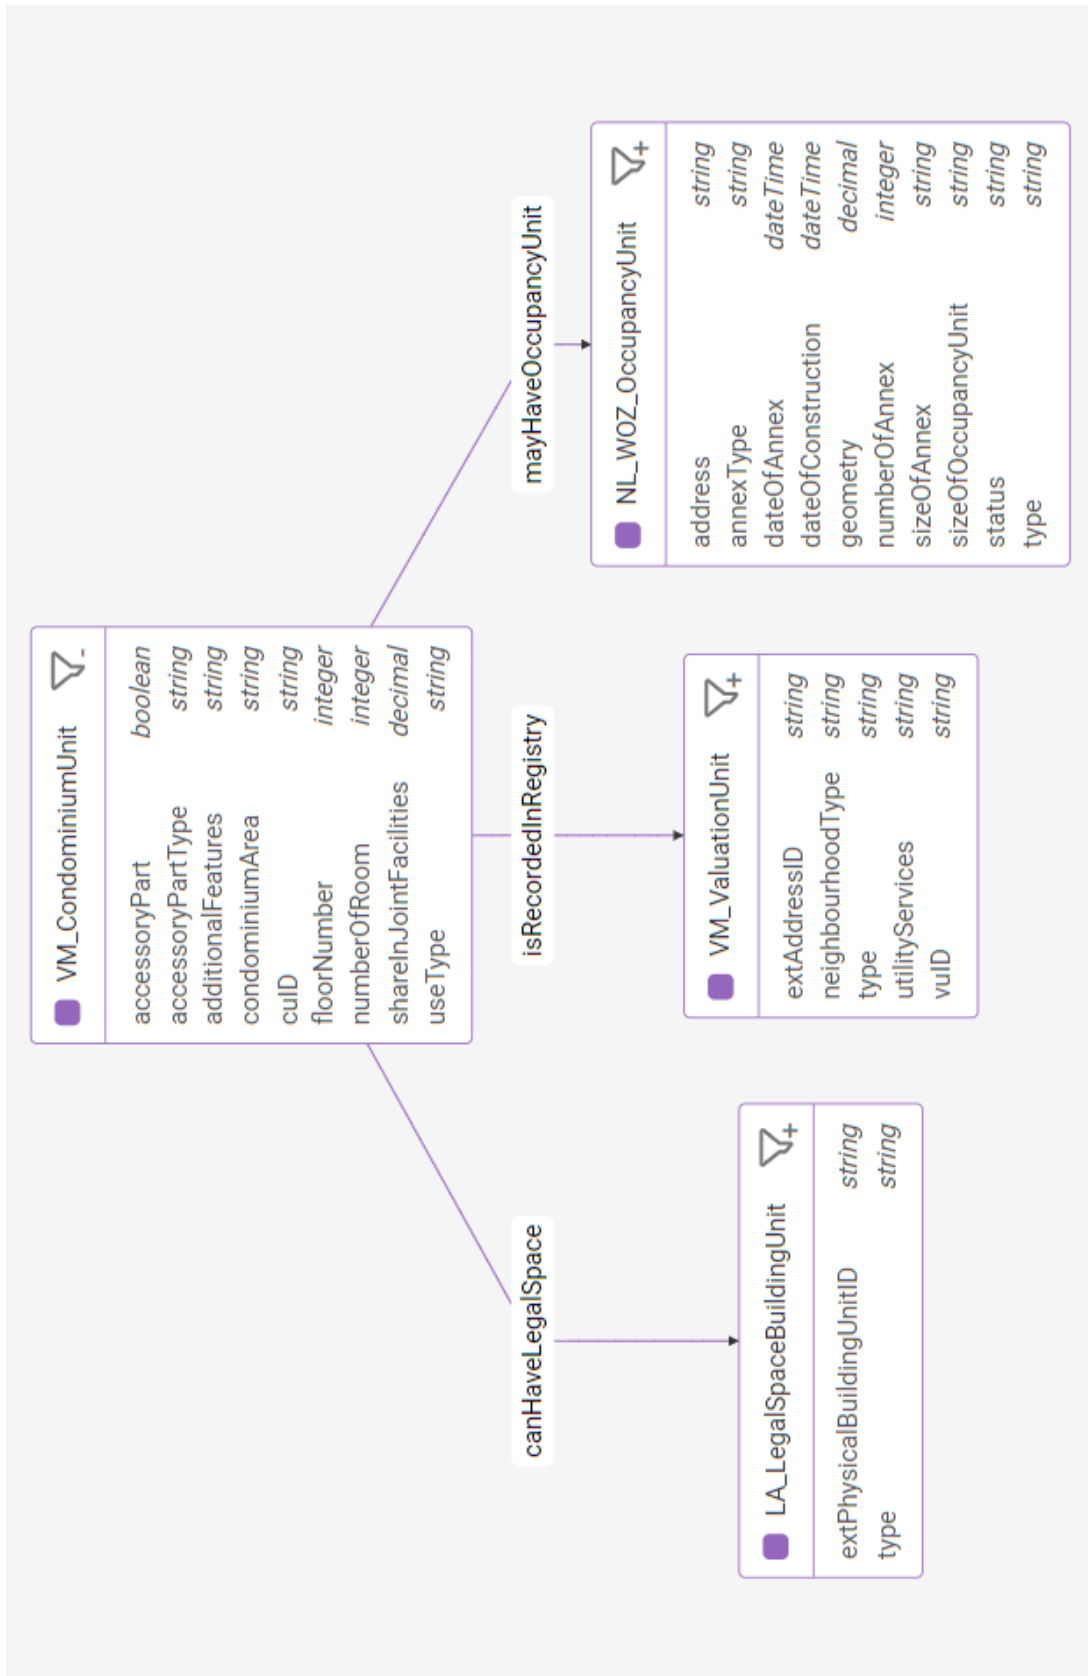 VM_CondominiumUnit
accessoryPart boolean
accessoryPartType string
additionalFeatures string
condominiumArea string
cuID string
floorNumber integer
numberOfRoom integer
shareInJointFacilities decimal
useType string
canHaveLegalSpace
isRecordedInRegistry
mayHaveOccupancyUnit
LA_LegalSpaceBuildingUnit
extPhysicalBuildingUnitID string
type string
VM_ValuationUnit
extAddressID string
neighbourhoodType string
type string
utilityServices string
vuID string
NL_WOZ_OccupancyUnit
address string
annexType string
dateOfAnnex dateTime
dateOfConstruction dateTime
geometry decimal
numberOfAnnex integer
sizeOfAnnex string
sizeOfOccupancyUnit string
status string
type string